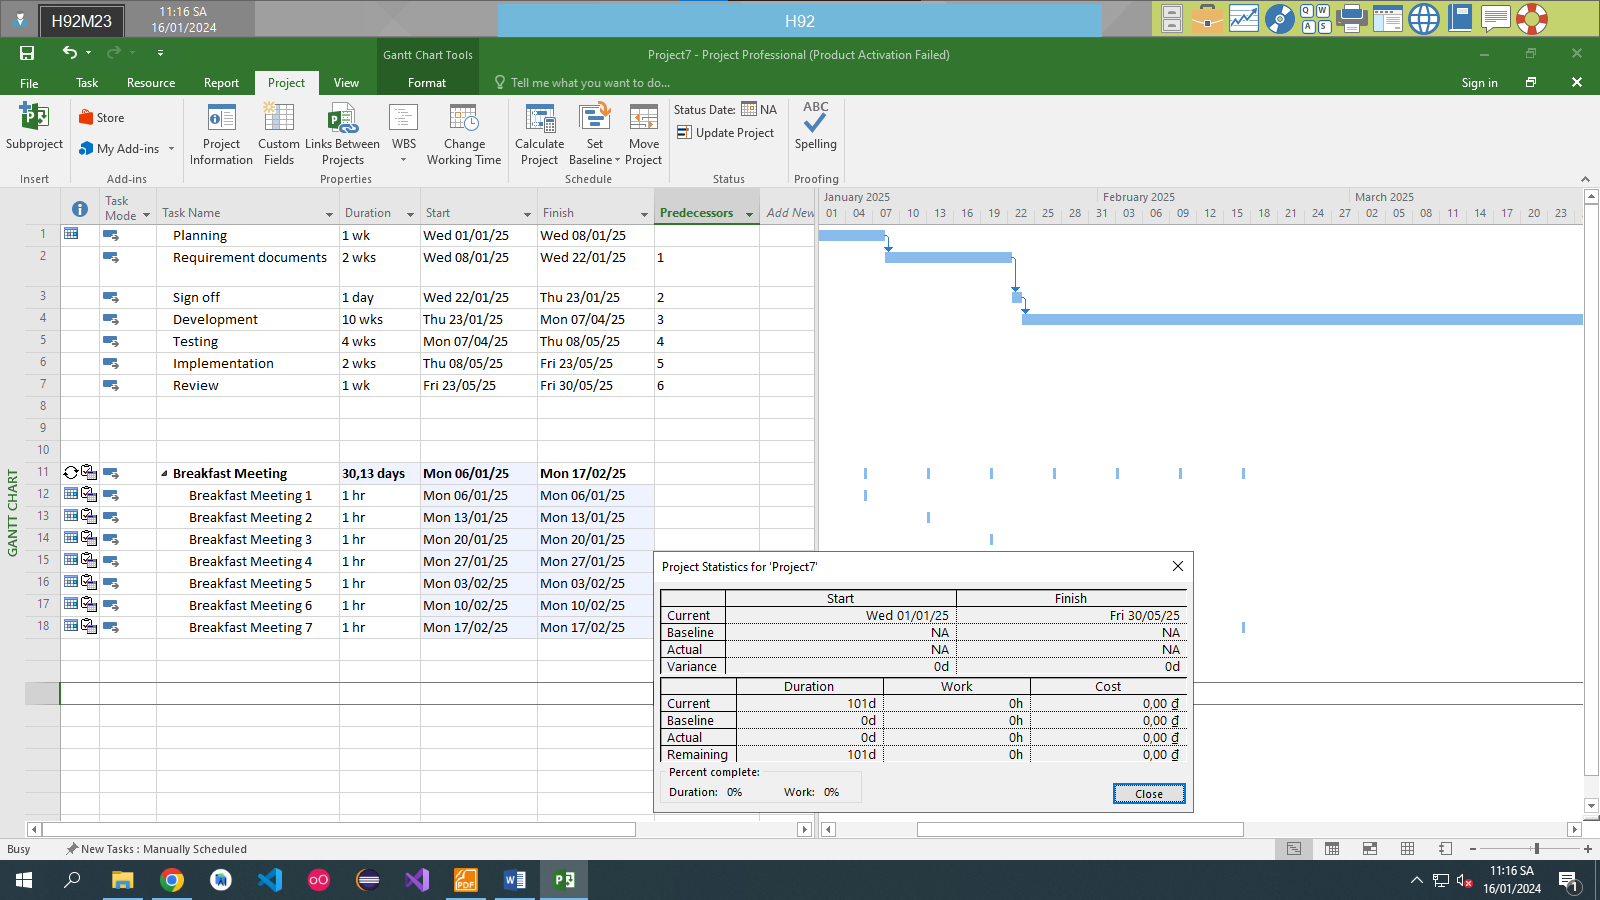 H92M23
11:16 SA
16/01/2024
H92
Q W
A S
Gantt Chart Tools
Project7 - Project Professional (Product Activation Failed)
File
Task
Resource
Report
Project
View
Format
Tell me what you want to do...
Sign in
Subproject
Store
My Add-ins
Project Information
Custom Fields
Links Between Projects
WBS
Change Working Time
Calculate Project
Set Baseline
Move Project
Status Date: NA
Update Project
ABC
Spelling
Insert
Add-ins
Properties
Schedule
Status
Proofing
Task Mode
Task Name
Duration
Start
Finish
Predecessors
Add New
January 2025
February 2025
March 2025
01 04 07 10 13 16 19 22 25 28 31 03 06 09 12 15 18 21 24 27 02 05 08 11 14 17 20 23
1 Planning 1 wk Wed 01/01/25 Wed 08/01/25
2 Requirement documents 2 wks Wed 08/01/25 Wed 22/01/25 1
3 Sign off 1 day Wed 22/01/25 Thu 23/01/25 2
4 Development 10 wks Thu 23/01/25 Mon 07/04/25 3
5 Testing 4 wks Mon 07/04/25 Thu 08/05/25 4
6 Implementation 2 wks Thu 08/05/25 Fri 23/05/25 5
7 Review 1 wk Fri 23/05/25 Fri 30/05/25 6
8
9
10
11 Breakfast Meeting 30,13 days Mon 06/01/25 Mon 17/02/25
12 Breakfast Meeting 1 1 hr Mon 06/01/25 Mon 06/01/25
13 Breakfast Meeting 2 1 hr Mon 13/01/25 Mon 13/01/25
14 Breakfast Meeting 3 1 hr Mon 20/01/25 Mon 20/01/25
15 Breakfast Meeting 4 1 hr Mon 27/01/25 Mon 27/01/25
16 Breakfast Meeting 5 1 hr Mon 03/02/25 Mon 03/02/25
17 Breakfast Meeting 6 1 hr Mon 10/02/25 Mon 10/02/25
18 Breakfast Meeting 7 1 hr Mon 17/02/25 Mon 17/02/25
GANTT CHART
Project Statistics for 'Project7'
Start Finish
Current Wed 01/01/25 Fri 30/05/25
Baseline NA NA
Actual NA NA
Variance 0d 0d
Duration Work Cost
Current 101d 0h 0,00 ₫
Baseline 0d 0h 0,00 ₫
Actual 0d 0h 0,00 ₫
Remaining 101d 0h 0,00 ₫
Percent complete:
Duration: 0% Work: 0%
Close
Busy
New Tasks : Manually Scheduled
PDF
11:16 SA
16/01/2024
1